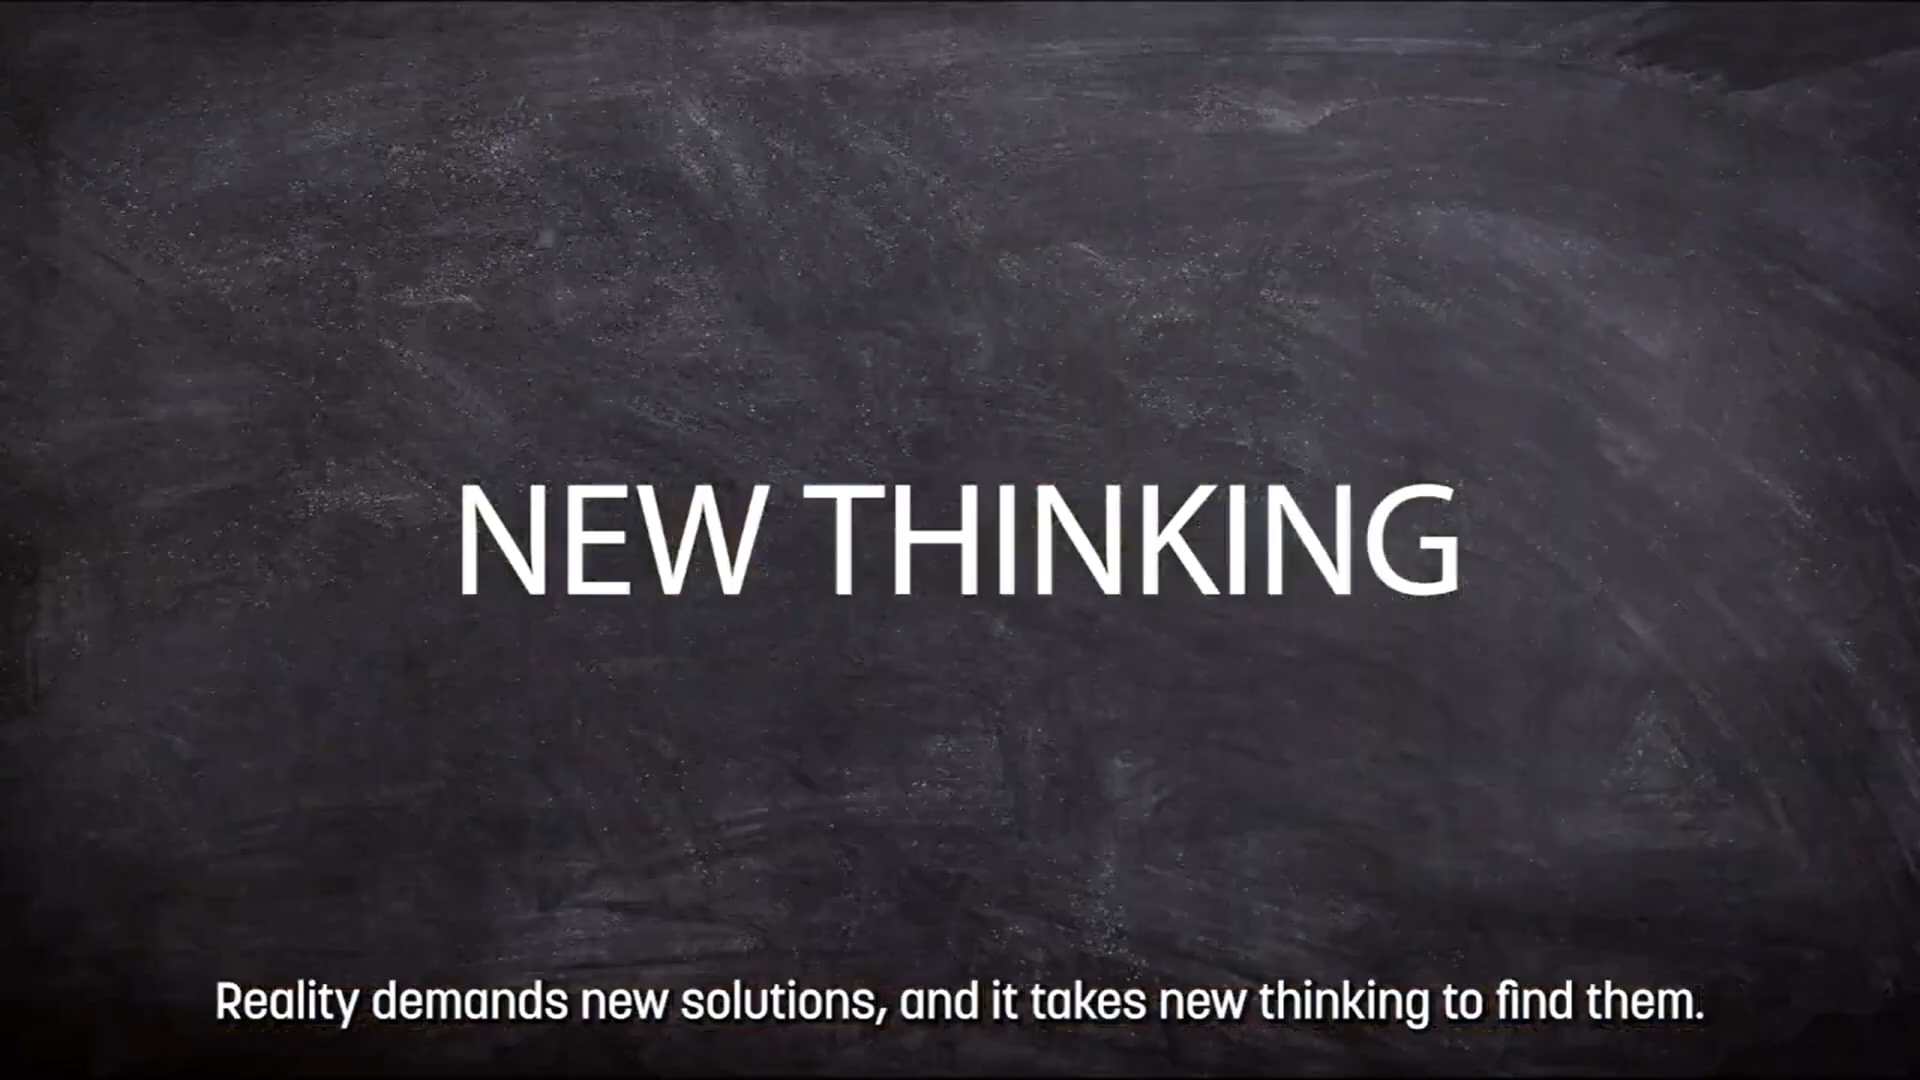 NEW THINKING
Reality demands new solutions, and it takes new thinking to find them.